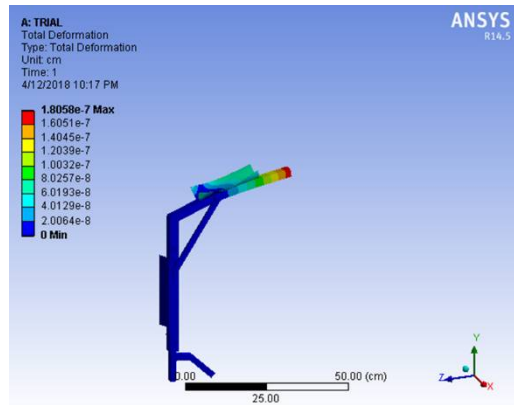 A: TRIAL
Total Deformation
Type: Total Deformation
Unit: cm
Time: 1
4/12/2018 10:17 PM
1.8058e-7 Max
1.6051e-7
1.4045e-7
1.2039e-7
1.0032e-7
8.0257e-8
6.0193e-8
4.0129e-8
2.0064e-8
0 Min
ANSYS
R14.5
0.00
50.00 (cm)
25.00
Y
Z
X